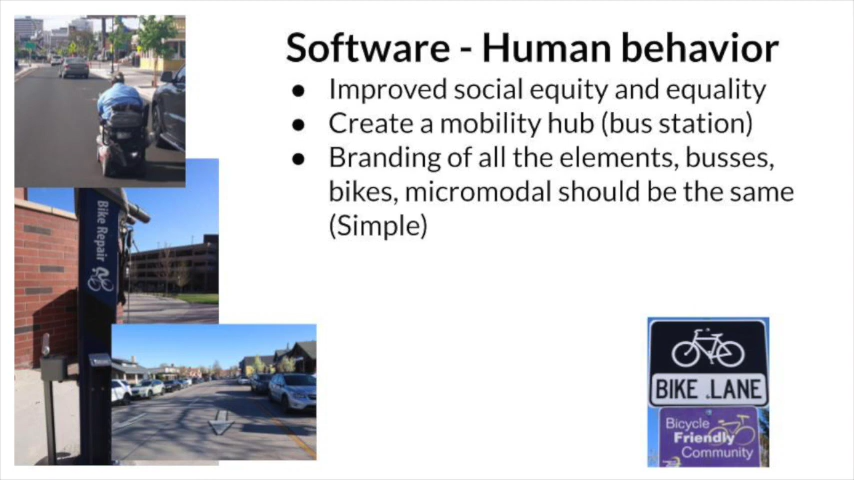 Software - Human behavior
● Improved social equity and equality
● Create a mobility hub (bus station)
● Branding of all the elements, busses,
bikes, micromodal should be the same
(Simple)
Bike Repair
BIKE LANE
Bicycle
Friendly
Community